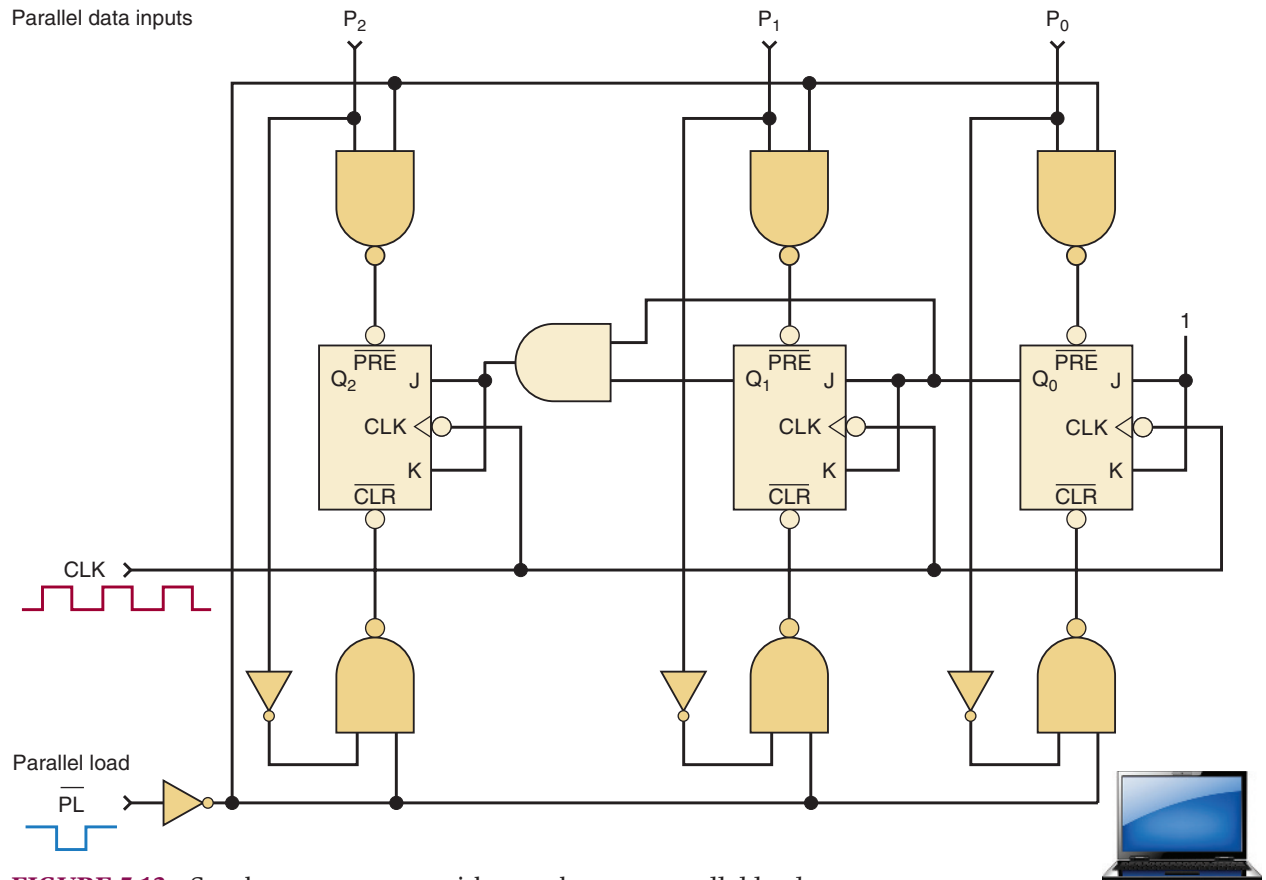 Parallel data inputs P₂ P₁ P₀
1
PRE PRE PRE
Q₂ J Q₁ J Q₀ J
CLK CLK CLK
K K K
CLR CLR CLR
CLK
Parallel load
PL